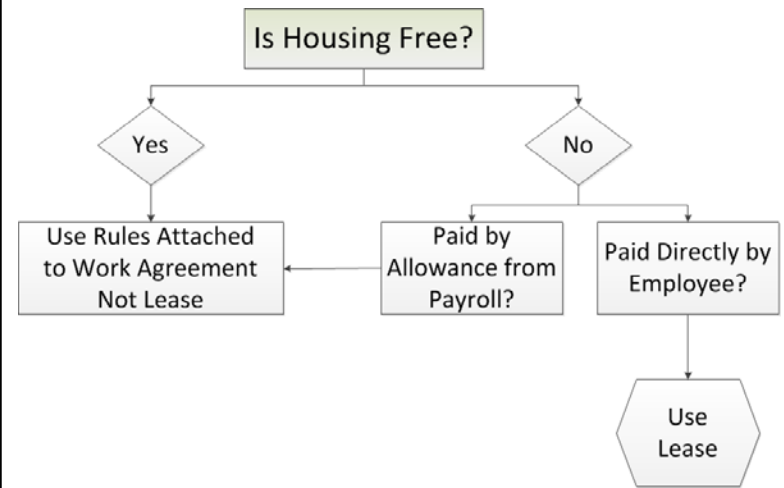 Is Housing Free?
Yes
No
Use Rules Attached
to Work Agreement
Not Lease
Paid by
Allowance from
Payroll?
Paid Directly by
Employee?
Use
Lease